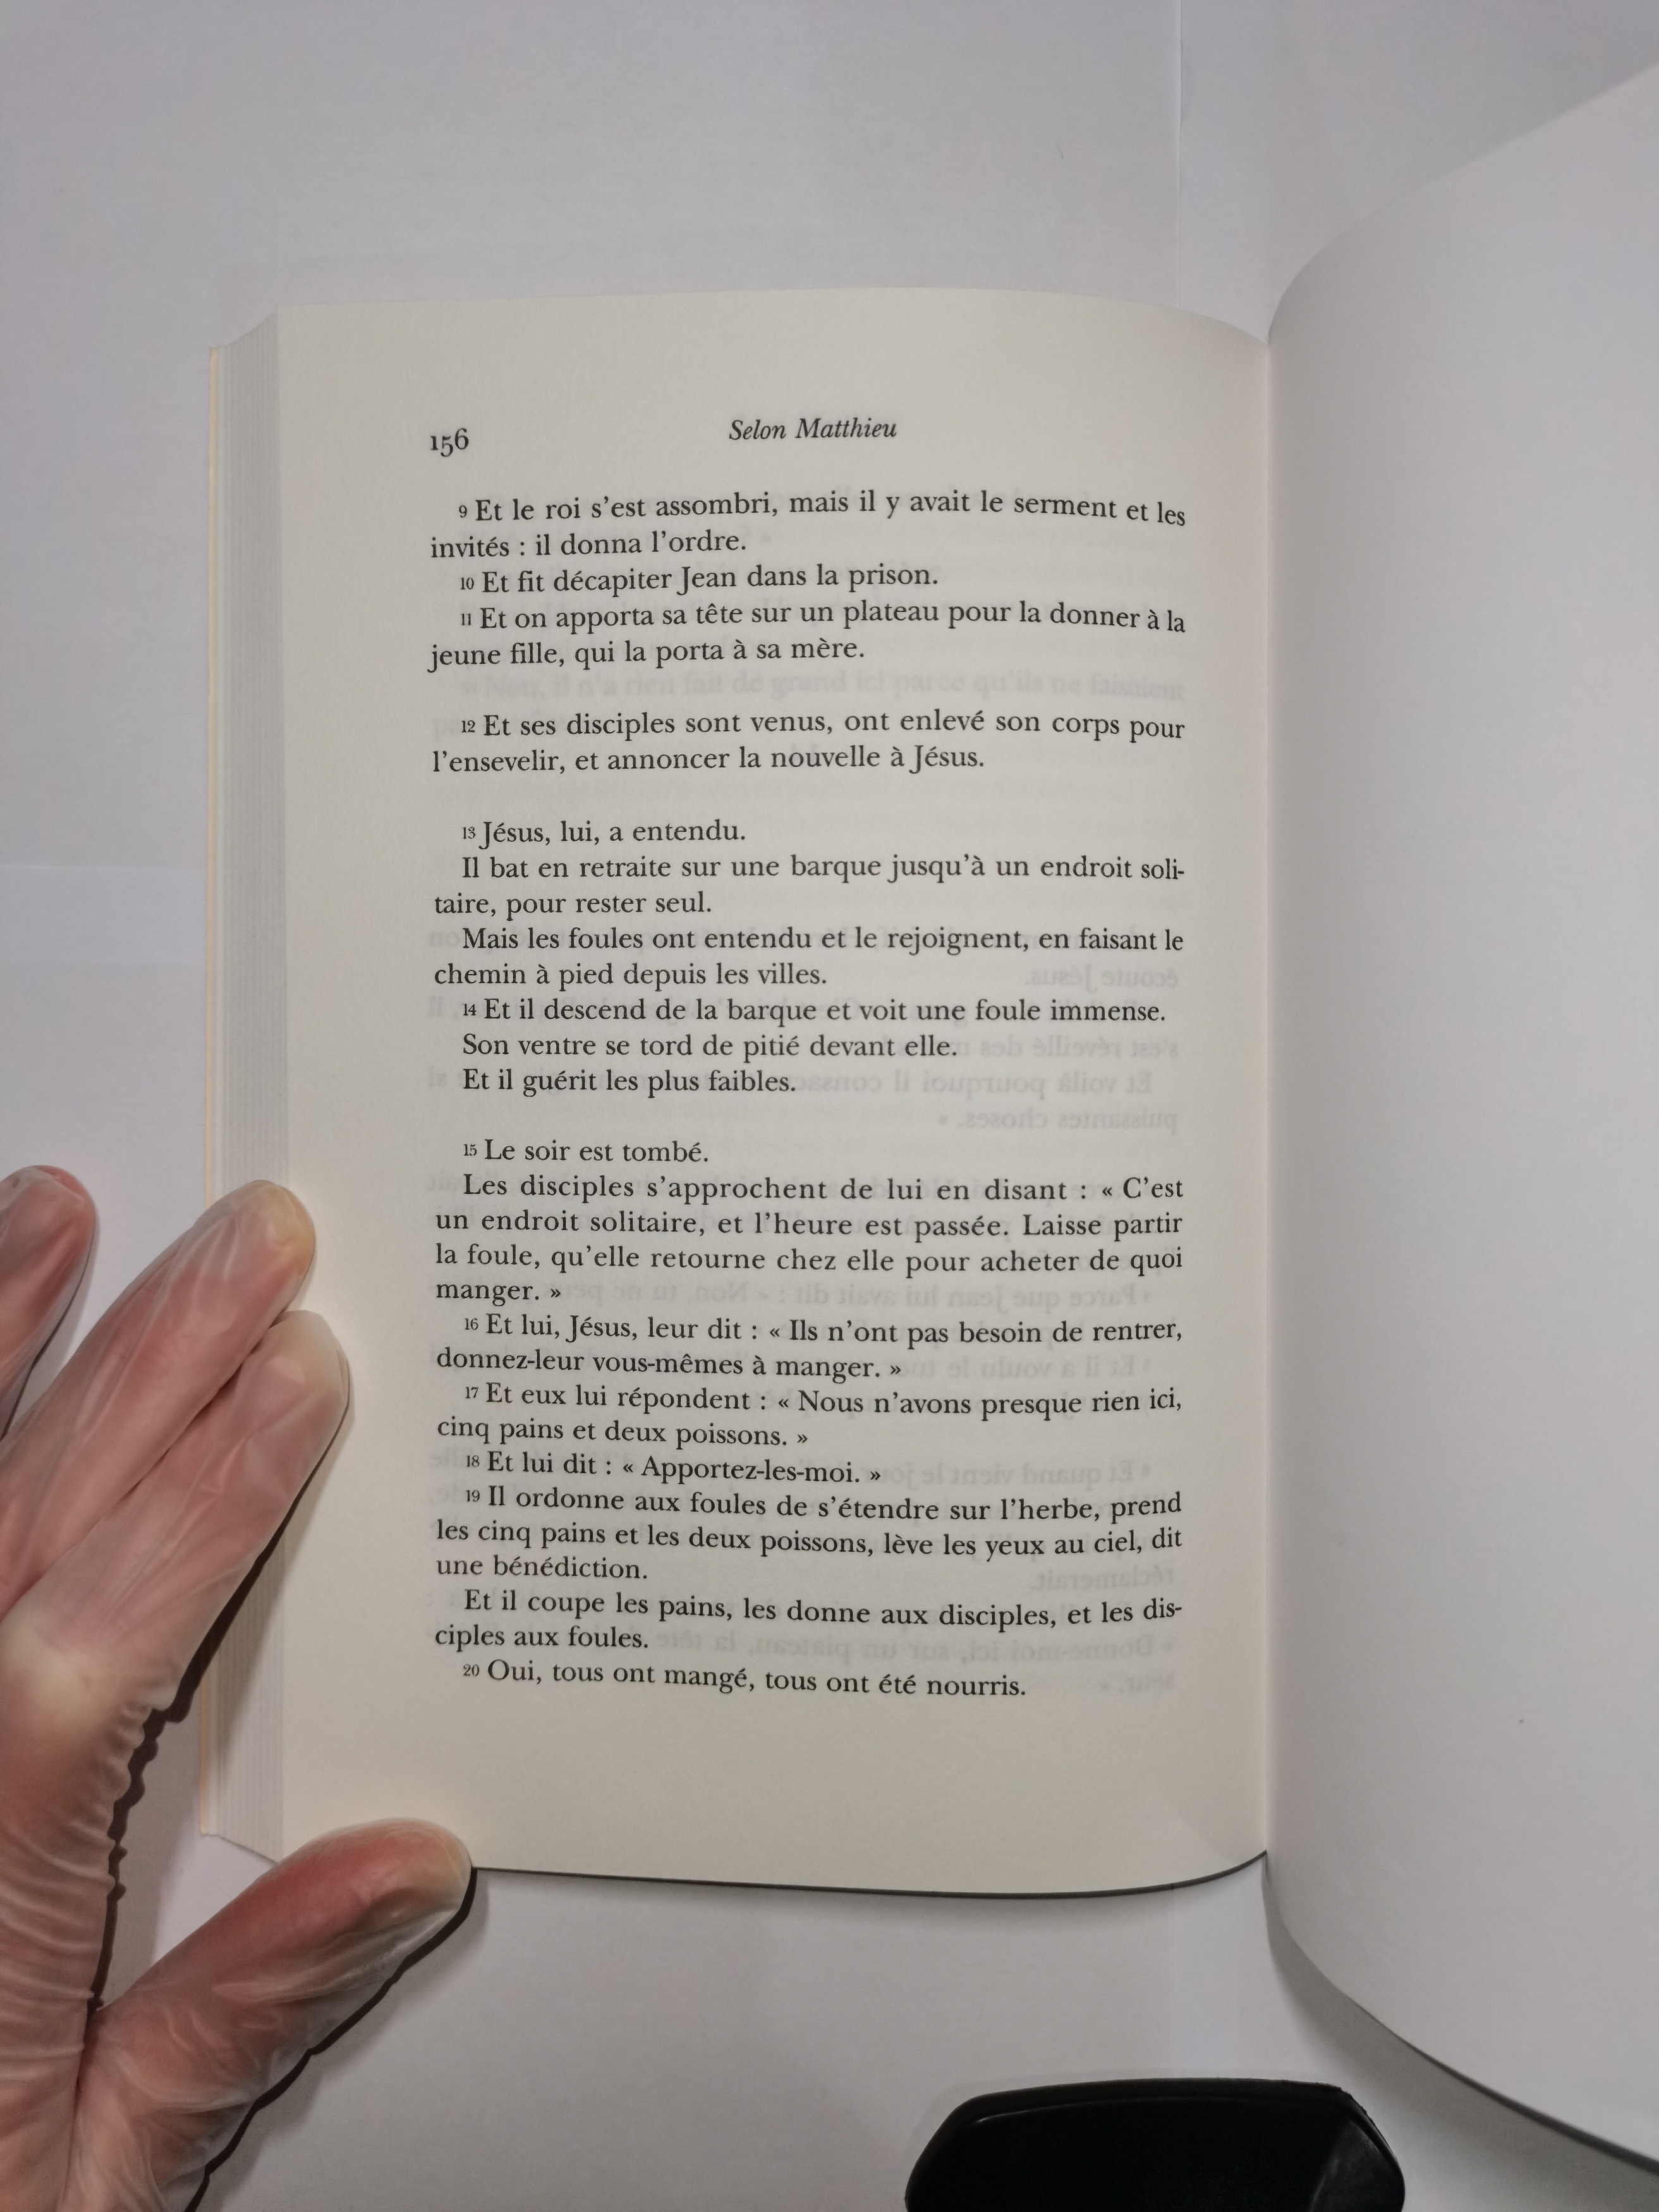 156
Selon Matthieu
9 Et le roi s’est assombri, mais il y avait le serment et les
invités : il donna l’ordre.
10 Et fit décapiter Jean dans la prison.
11 Et on apporta sa tête sur un plateau pour la donner à la
jeune fille, qui la porta à sa mère.
12 Et ses disciples sont venus, ont enlevé son corps pour
l’ensevelir, et annoncer la nouvelle à Jésus.
13 Jésus, lui, a entendu.
Il bat en retraite sur une barque jusqu’à un endroit soli-
taire, pour rester seul.
Mais les foules ont entendu et le rejoignent, en faisant le
chemin à pied depuis les villes.
14 Et il descend de la barque et voit une foule immense.
Son ventre se tord de pitié devant elle.
Et il guérit les plus faibles.
15 Le soir est tombé.
Les disciples s’approchent de lui en disant : « C’est
un endroit solitaire, et l’heure est passée. Laisse partir
la foule, qu’elle retourne chez elle pour acheter de quoi
manger. »
16 Et lui, Jésus, leur dit : « Ils n’ont pas besoin de rentrer,
donnez-leur vous-mêmes à manger. »
17 Et eux lui répondent : « Nous n’avons presque rien ici,
cinq pains et deux poissons. »
18 Et lui dit : « Apportez-les-moi. »
19 Il ordonne aux foules de s’étendre sur l’herbe, prend
les cinq pains et les deux poissons, lève les yeux au ciel, dit
une bénédiction.
Et il coupe les pains, les donne aux disciples, et les dis-
ciples aux foules.
20 Oui, tous ont mangé, tous ont été nourris.